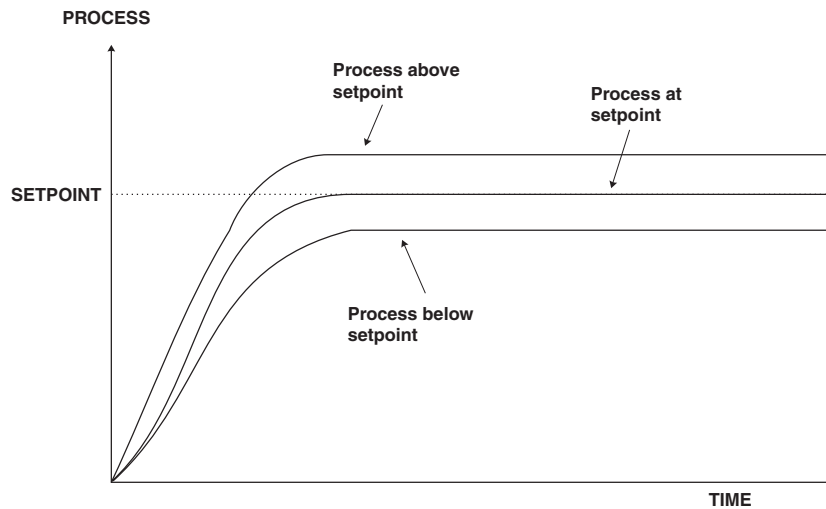 PROCESS
Process above
setpoint
Process at
setpoint
SETPOINT
Process below
setpoint
TIME